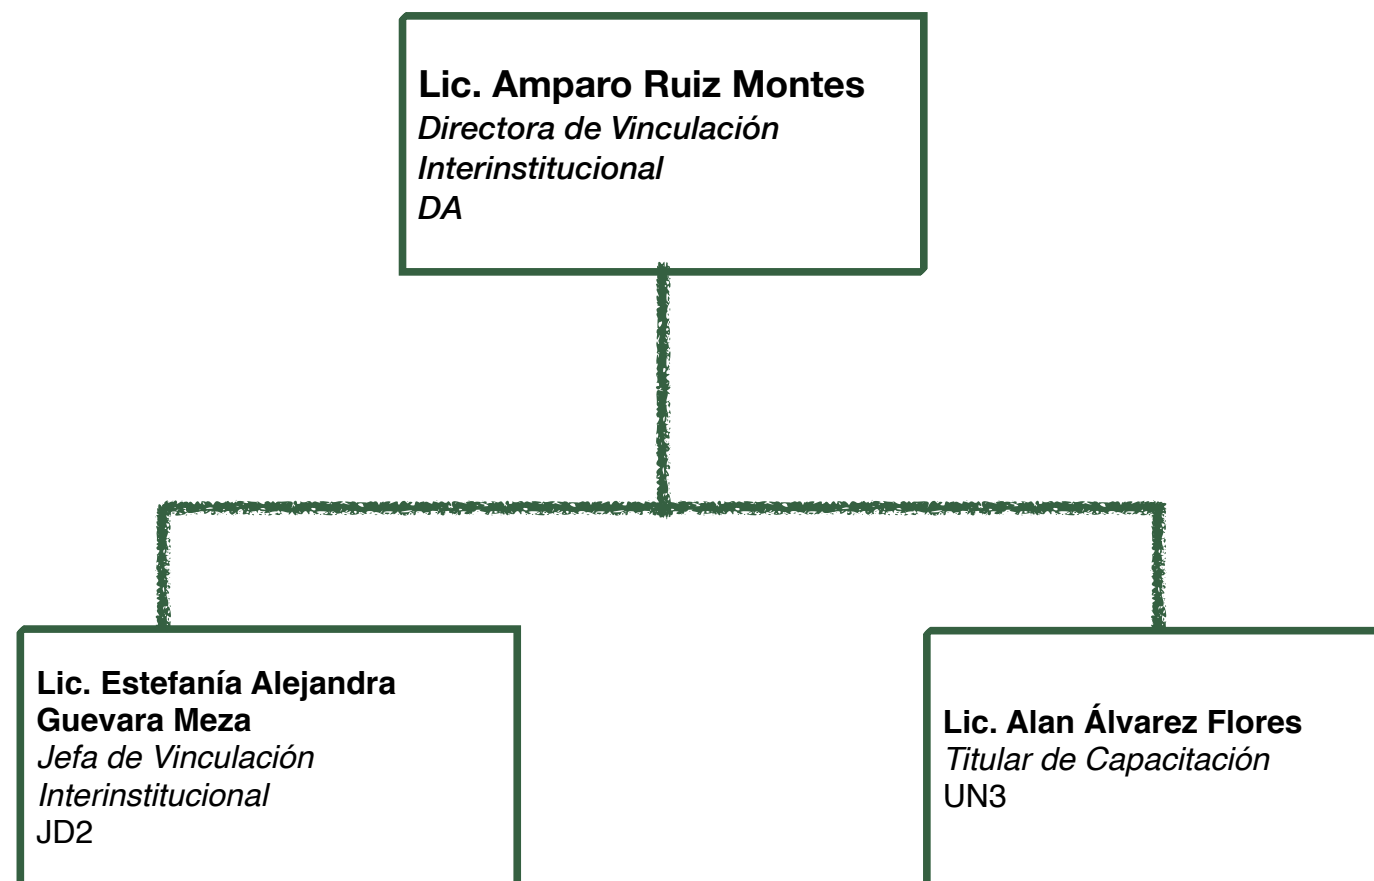 Lic. Amparo Ruiz Montes
Directora de Vinculación
Interinstitucional
DA
Lic. Estefanía Alejandra
Guevara Meza
Jefa de Vinculación
Interinstitucional
JD2
Lic. Alan Álvarez Flores
Titular de Capacitación
UN3